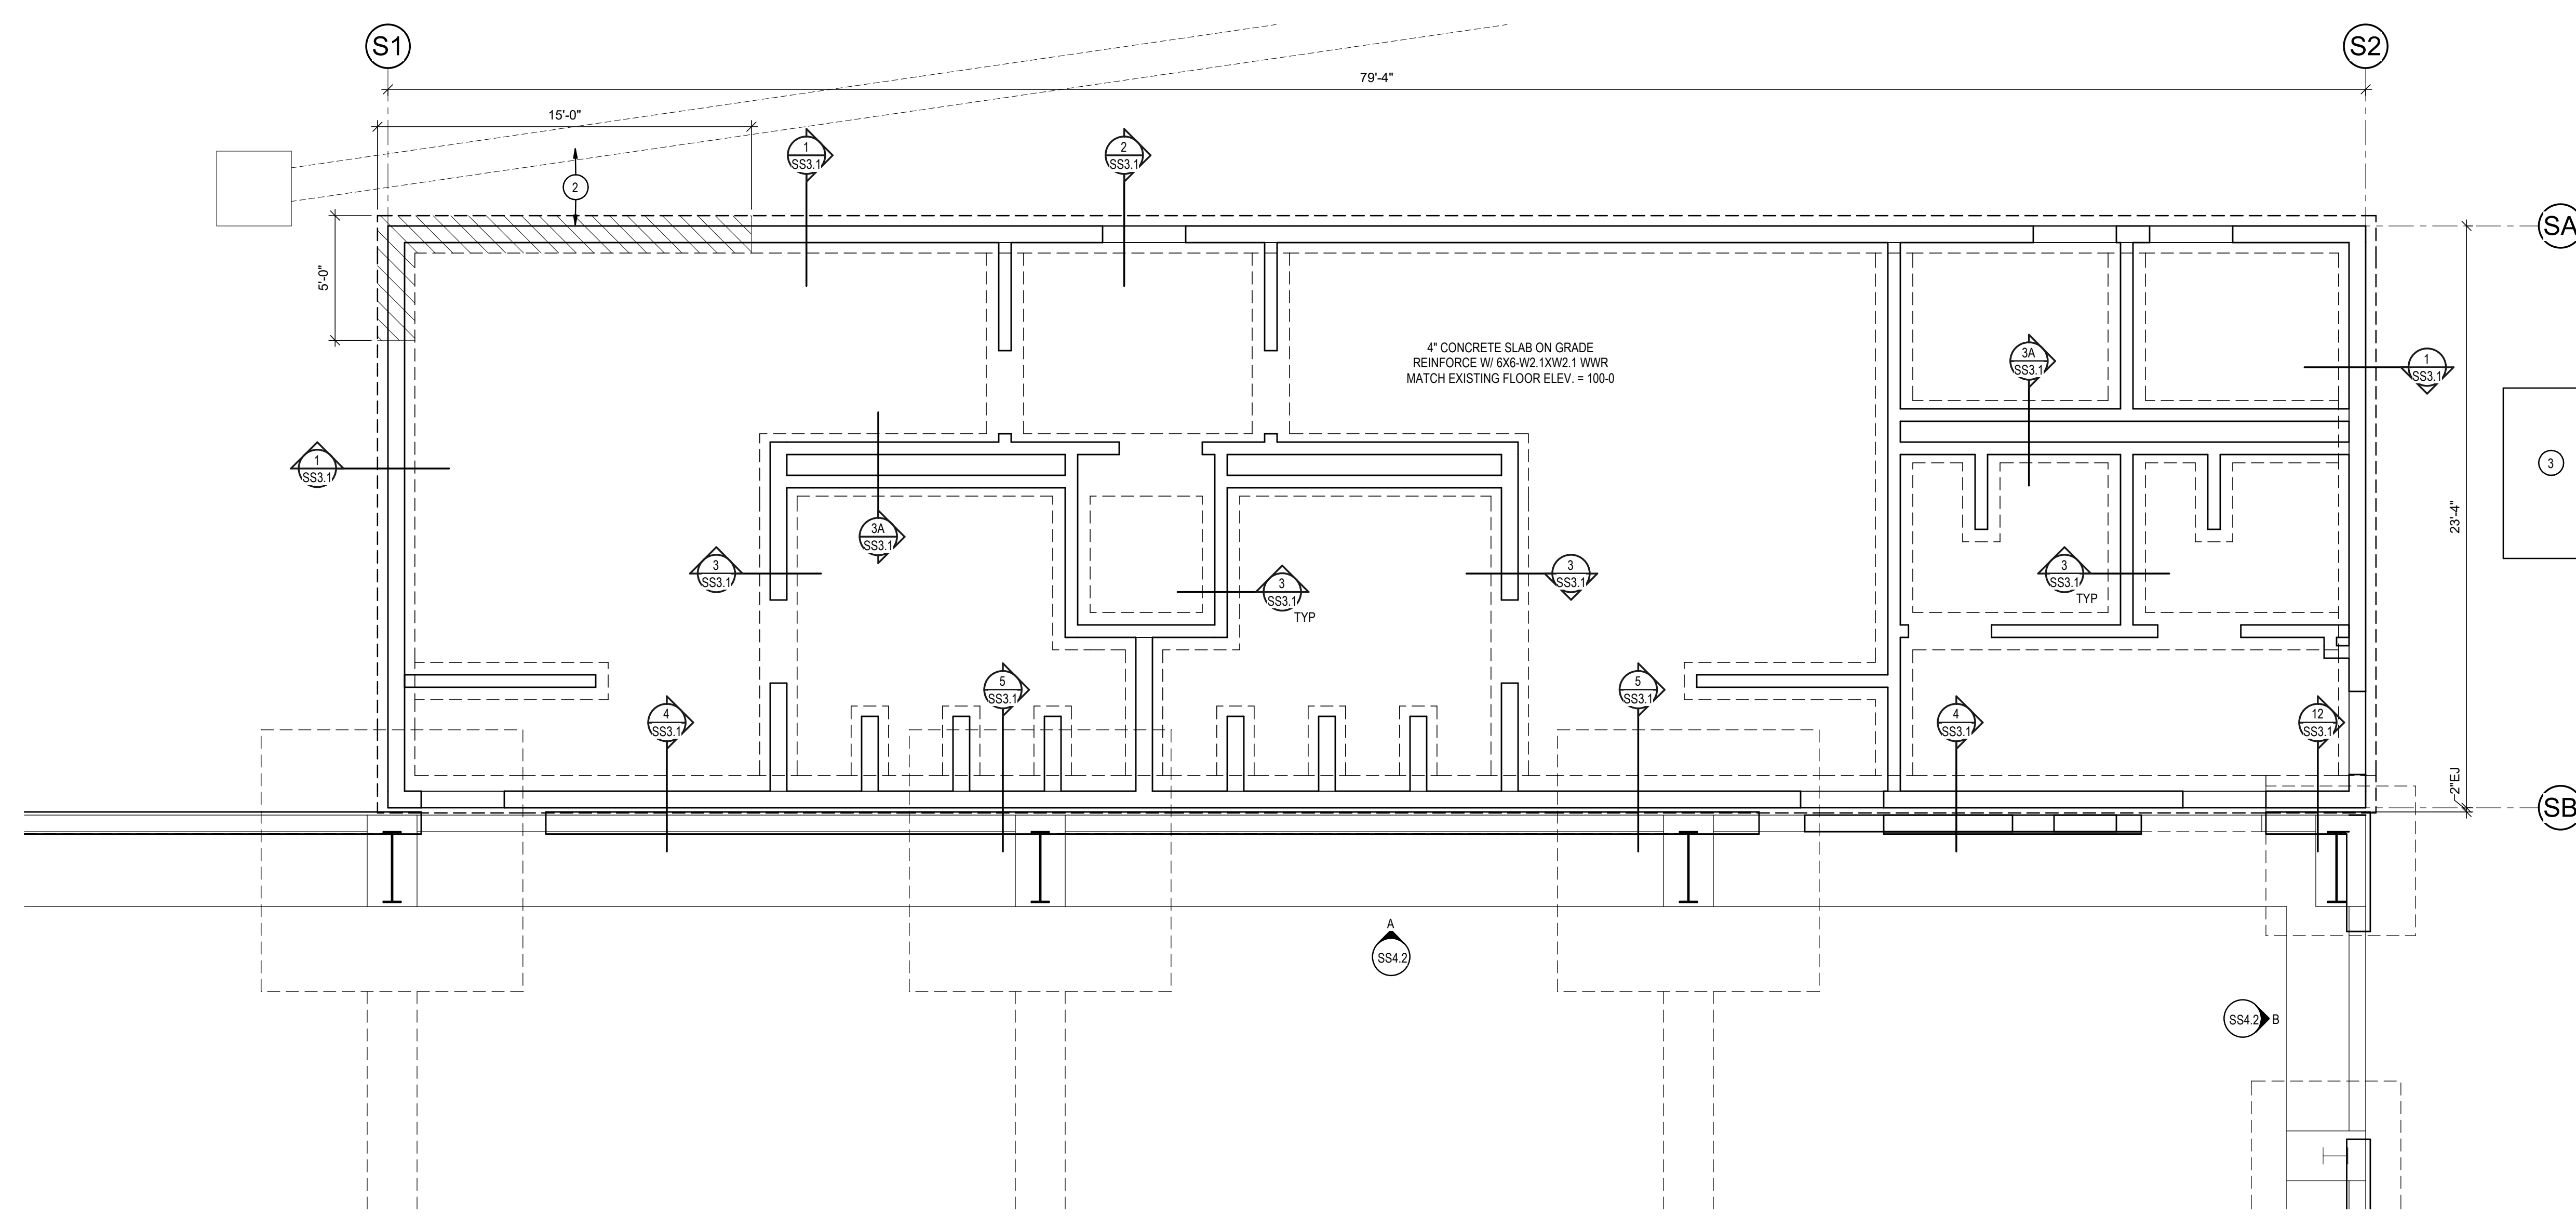 S1
S2
79'-4"
15'-0"
1
SS3.1
2
SS3.1
2
SA
5'-0"
4" CONCRETE SLAB ON GRADE
REINFORCE W/ 6X6-W2.1XW2.1 WWR
MATCH EXISTING FLOOR ELEV. = 100-0
3A
SS3.1
1
SS3.1
1
SS3.1
3
3A
SS3.1
23'-4"
3
SS3.1
3
SS3.1
TYP
3
SS3.1
3
SS3.1
TYP
4
SS3.1
5
SS3.1
5
SS3.1
4
SS3.1
12
SS3.1
2"EJ
SB
A
SS4.2
SS4.2
B